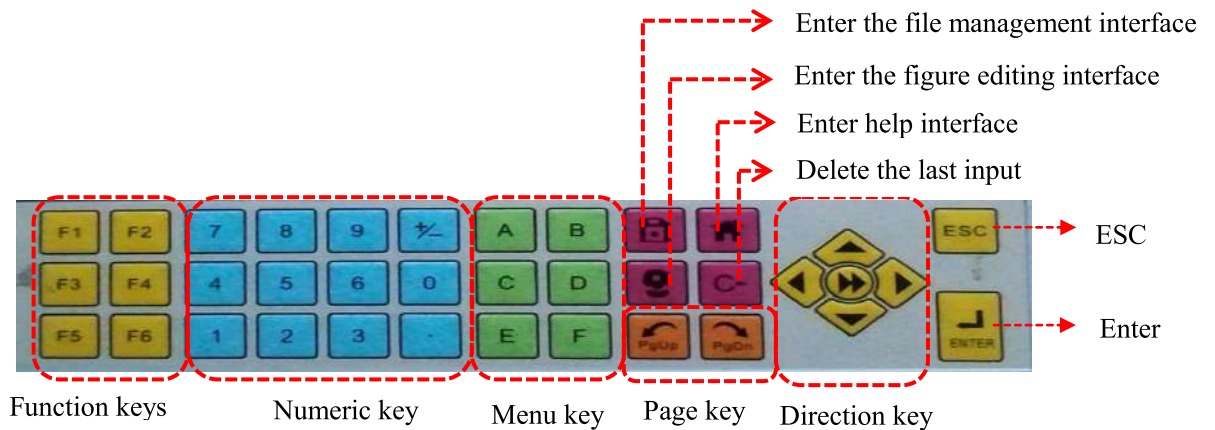 Enter the file management interface
Enter the figure editing interface
Enter help interface
Delete the last input
F1 F2 7 8 9 +/- A B ESC ESC
F3 F4 4 5 6 0 C D C-
F5 F6 1 2 3 . E F PgUp PgDn ENTER Enter
Function keys Numeric key Menu key Page key Direction key